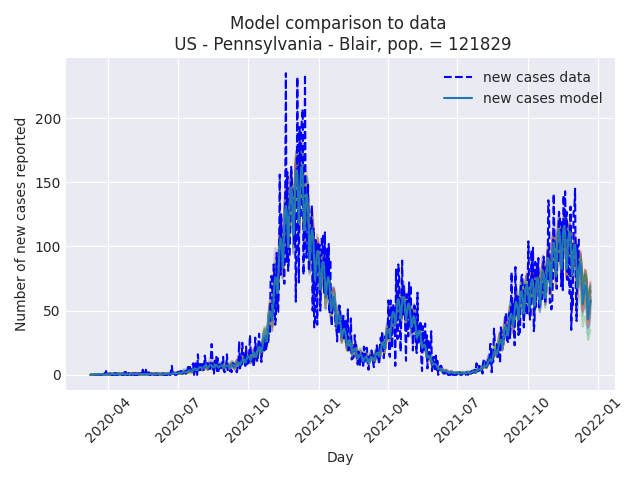 Model comparison to data
US - Pennsylvania - Blair, pop. = 121829
new cases data
new cases model
Number of new cases reported
200
150
100
50
0
2020-04
2020-07
2020-10
2021-01
2021-04
2021-07
2021-10
2022-01
Day